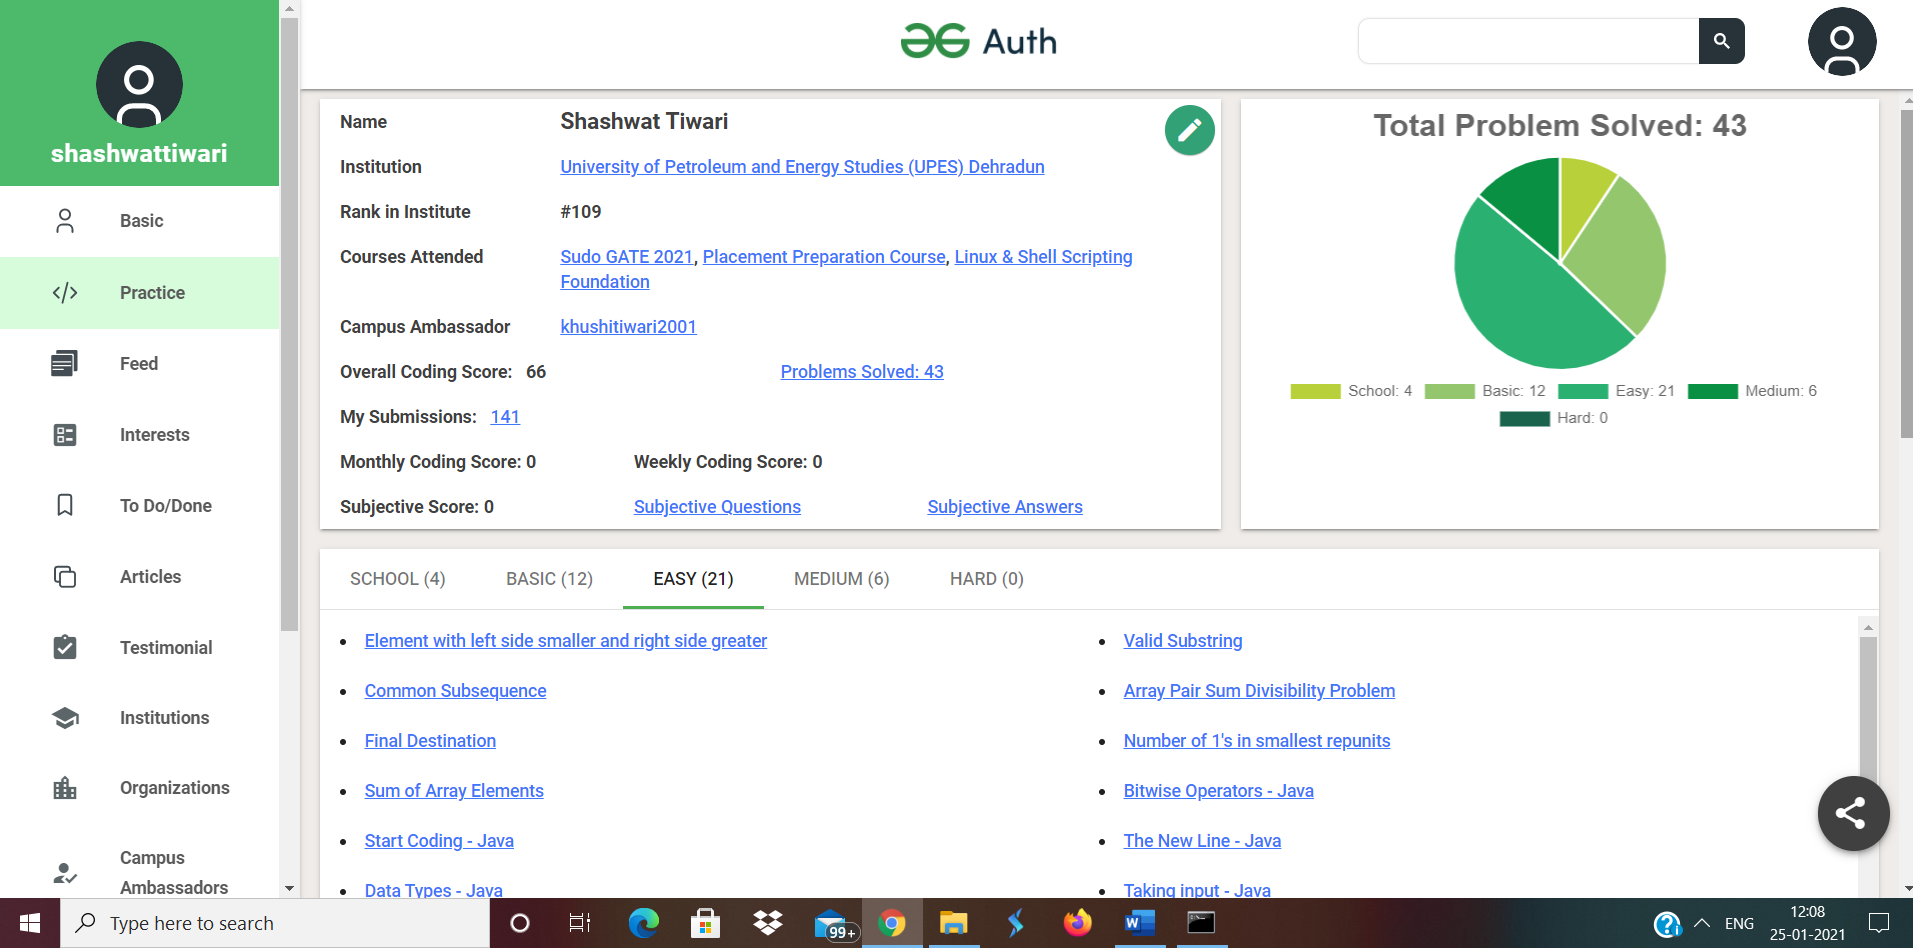 shashwattiwari
Basic
Practice
Feed
Interests
To Do/Done
Articles
Testimonial
Institutions
Organizations
Campus
Ambassadors
Auth
Name Shashwat Tiwari
Institution University of Petroleum and Energy Studies (UPES) Dehradun
Rank in Institute #109
Courses Attended Sudo GATE 2021, Placement Preparation Course, Linux & Shell Scripting
Foundation
Campus Ambassador khushitiwari2001
Overall Coding Score: 66 Problems Solved: 43
My Submissions: 141
Monthly Coding Score: 0 Weekly Coding Score: 0
Subjective Score: 0 Subjective Questions Subjective Answers
Total Problem Solved: 43
School: 4 Basic: 12 Easy: 21 Medium: 6
Hard: 0
SCHOOL (4) BASIC (12) EASY (21) MEDIUM (6) HARD (0)
Element with left side smaller and right side greater Valid Substring
Common Subsequence Array Pair Sum Divisibility Problem
Final Destination Number of 1's in smallest repunits
Sum of Array Elements Bitwise Operators - Java
Start Coding - Java The New Line - Java
Data Types - Java Taking input - Java
Type here to search 99+ W ENG 12:08
25-01-2021